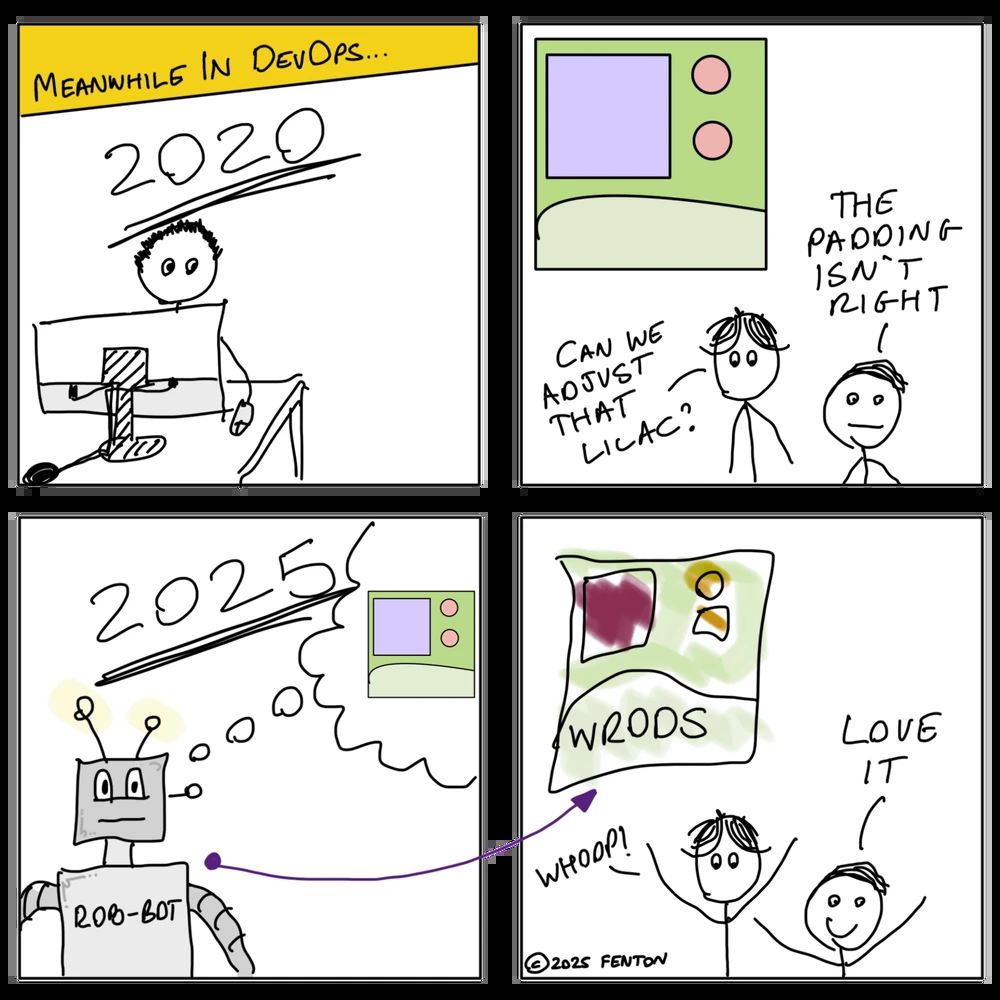 MEANWHILE IN DEVOPS...
2020
CAN WE
ADJUST
THAT
LILAC?
THE
PADDING
ISN'T
RIGHT
2025
ROB-BOT
WRODS
WHOOP!
LOVE
IT
© 2025 FENTON